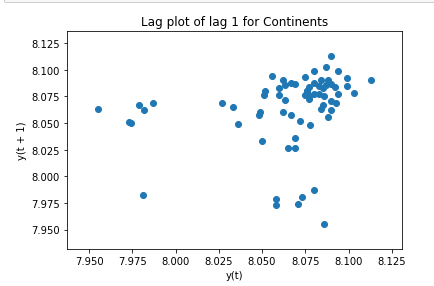 Lag plot of lag 1 for Continents
8.125
8.100
8.075
8.050
8.025
8.000
7.975
7.950
y(t + 1)
7.950 7.975 8.000 8.025 8.050 8.075 8.100 8.125
y(t)